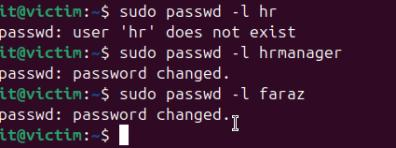 it@victim:~$ sudo passwd -l hr
passwd: user 'hr' does not exist
it@victim:~$ sudo passwd -l hrmanager
passwd: password changed.
it@victim:~$ sudo passwd -l faraz
passwd: password changed.
it@victim:~$